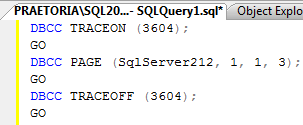 PRAETORIA\SQL20...- SQLQuery1.sql* Object Explo
DBCC TRACEON (3604);
GO
DBCC PAGE (SqlServer212, 1, 1, 3);
GO
DBCC TRACEOFF (3604);
GO